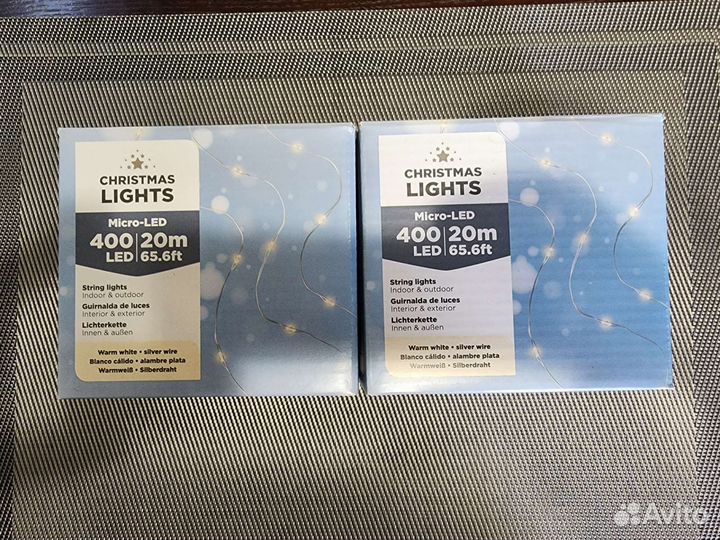 CHRISTMAS
LIGHTS
Micro-LED
400 20m
LED 65.6ft
String lights
Indoor & outdoor
Guirnalda de luces
Interior & exterior
Lichterkette
Innen & außen
Warm white • silver wire
Blanco cálido • alambre plata
Warmweiß • Silberdraht
CHRISTMAS
LIGHTS
Micro-LED
400 20m
LED 65.6ft
String lights
Indoor & outdoor
Guirnalda de luces
Interior & exterior
Lichterkette
Innen & außen
Warm white • silver wire
Blanco cálido • alambre plata
Warmweiß • Silberdraht
Avito